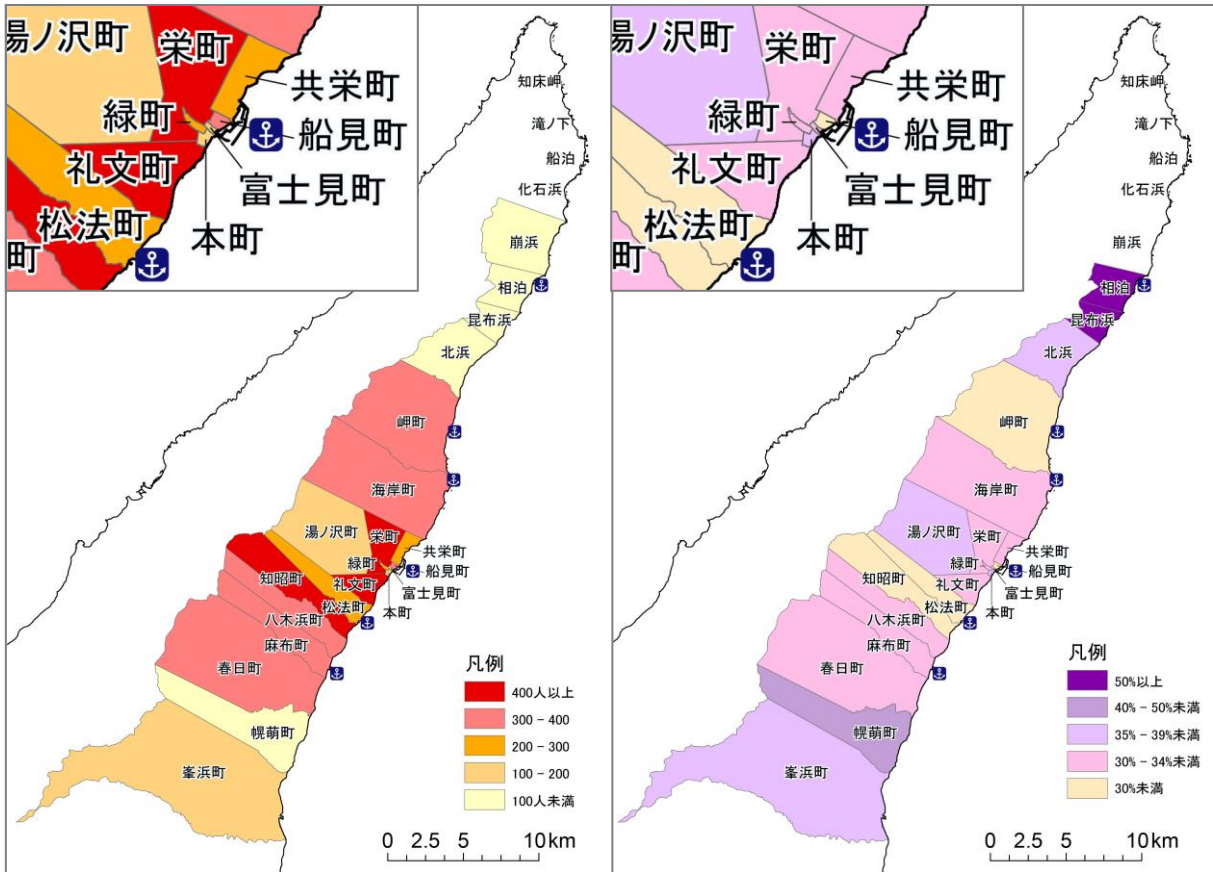 湯ノ沢町
栄町
共栄町
緑町
船見町
礼文町
富士見町
松法町
本町
町
崩浜
相泊
昆布浜
北浜
岬町
海岸町
湯ノ沢町
栄町
共栄町
緑町
船見町
知昭町
礼文町
富士見町
松法町
本町
八木浜町
麻布町
春日町
幌萌町
峯浜町
凡例
400人以上
300 - 400
200 - 300
100 - 200
100人未満
0 2.5 5 10km
湯ノ沢町
栄町
共栄町
緑町
船見町
礼文町
富士見町
松法町
本町
町
知床岬
滝ノ下
船泊
化石浜
崩浜
相泊
昆布浜
北浜
岬町
海岸町
湯ノ沢町
栄町
共栄町
緑町
船見町
知昭町
礼文町
富士見町
松法町
本町
八木浜町
麻布町
春日町
幌萌町
峯浜町
凡例
50%以上
40% - 50%未満
35% - 39%未満
30% - 34%未満
30%未満
0 2.5 5 10km